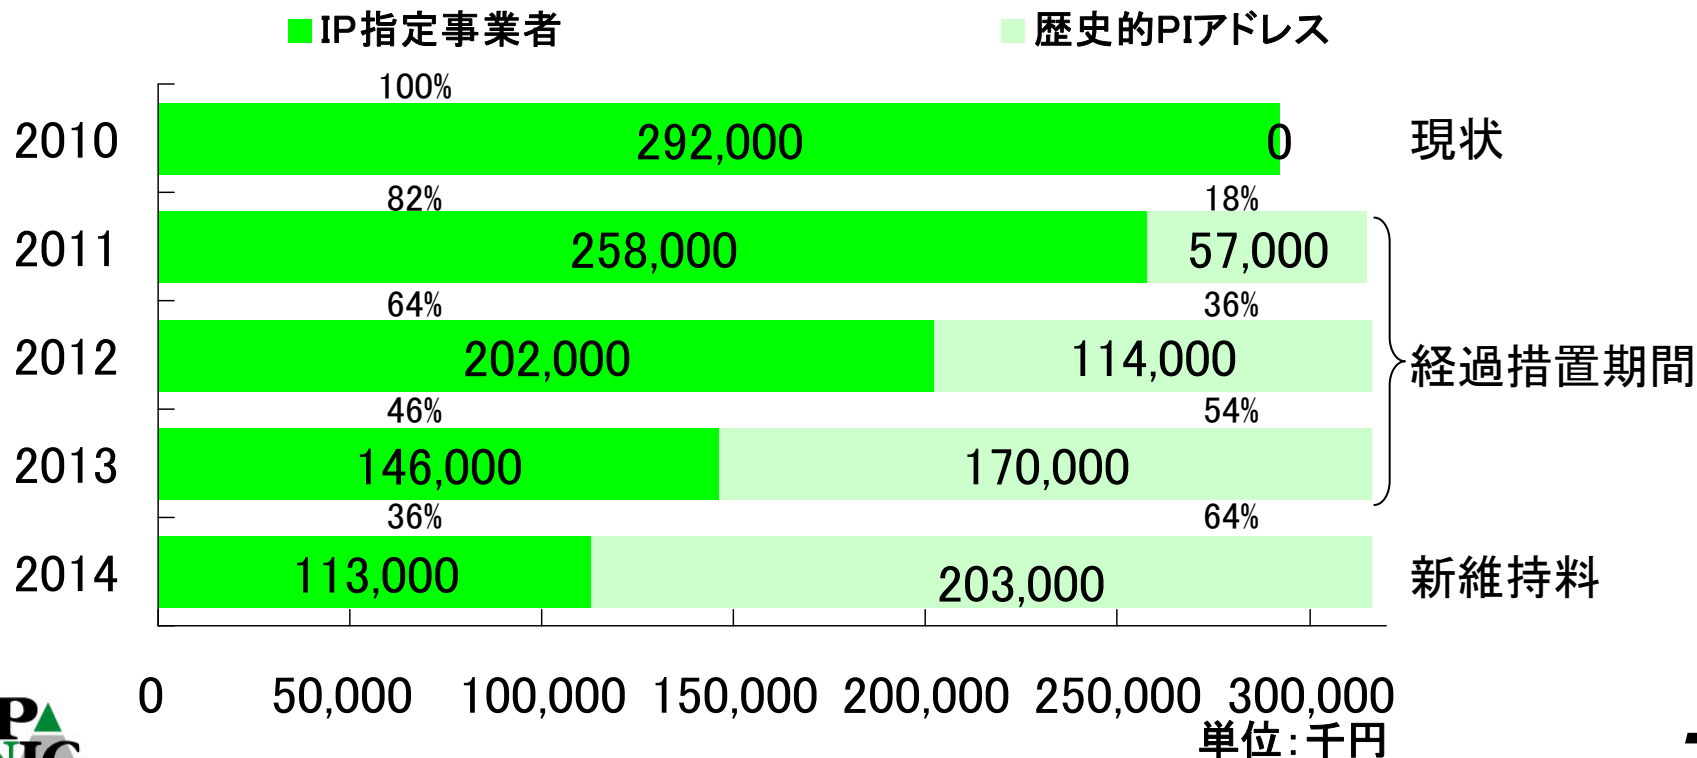 IP指定事業者 歴史的PIアドレス
100%
2010 292,000 0 現状
82% 18%
2011 258,000 57,000
64% 36%
2012 202,000 114,000 経過措置期間
46% 54%
2013 146,000 170,000
36% 64%
2014 113,000 203,000 新維持料
0 50,000 100,000 150,000 200,000 250,000 300,000
単位:千円